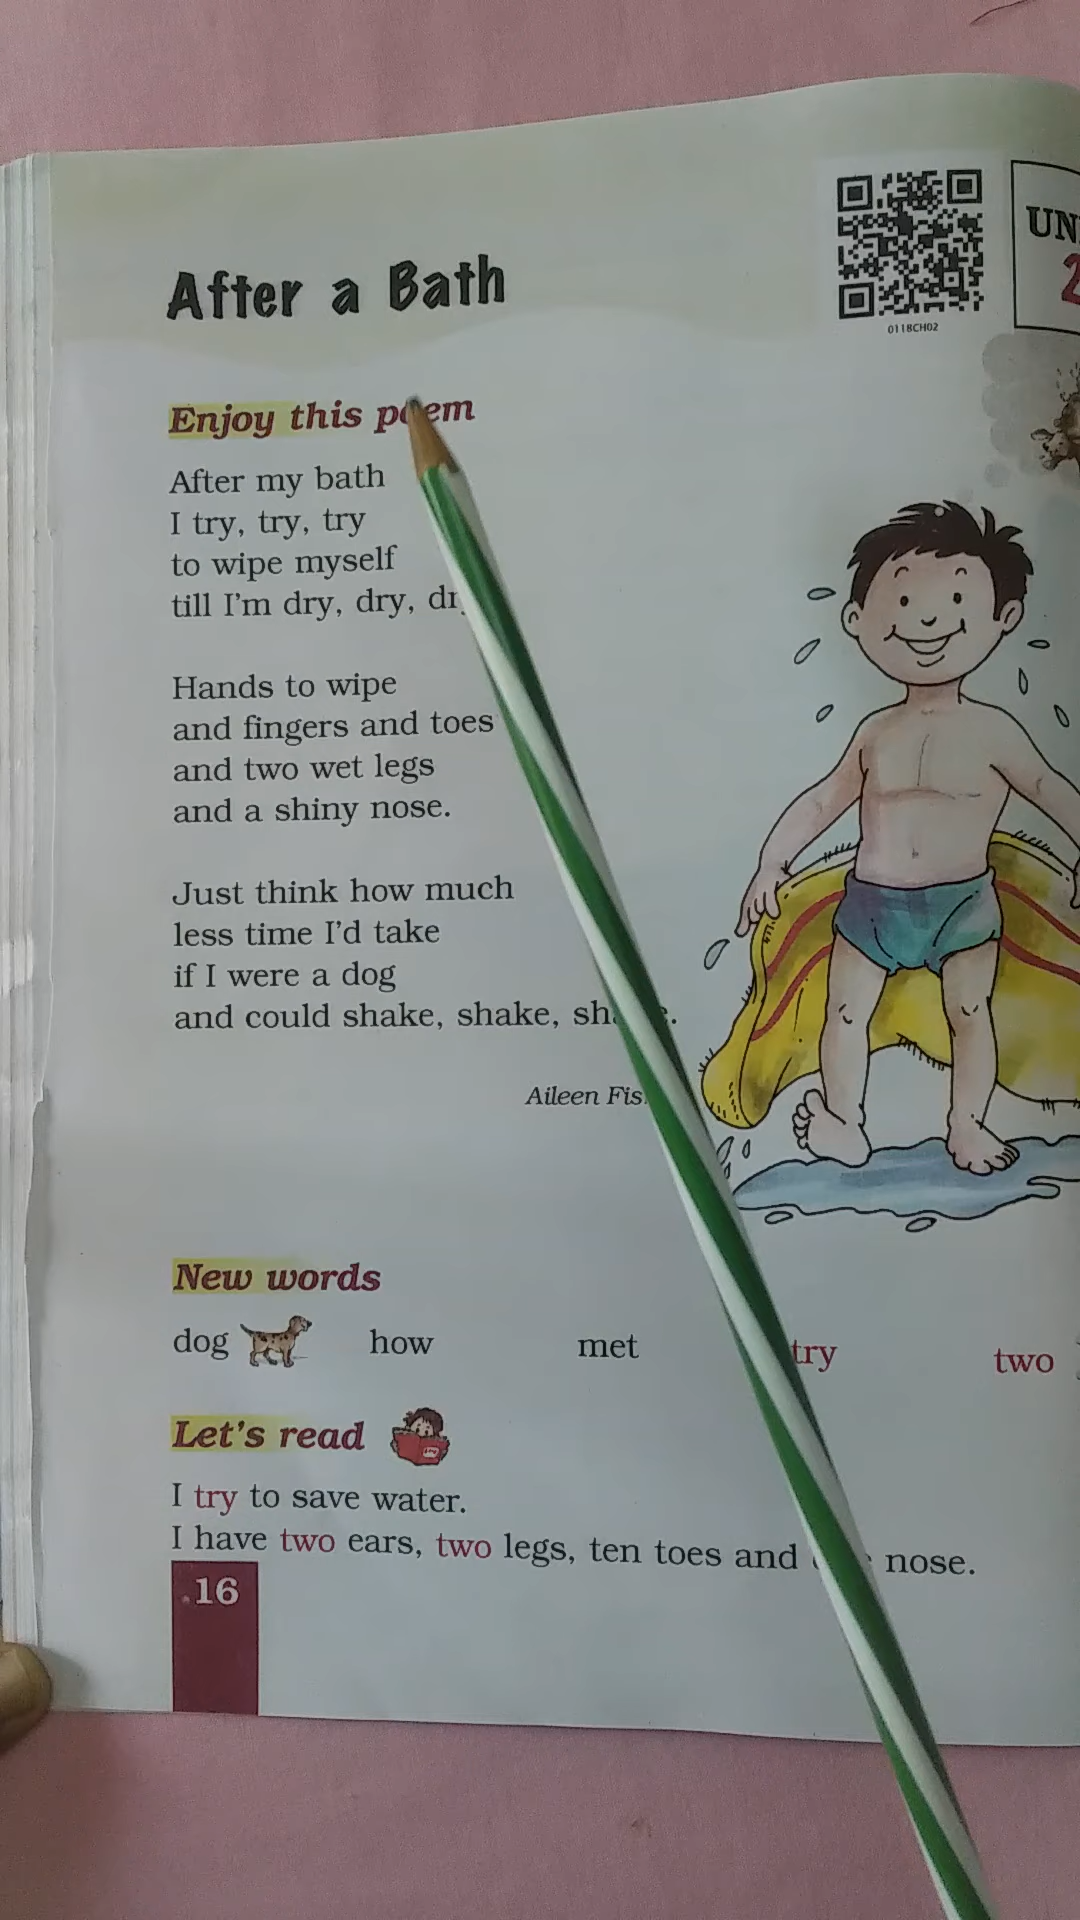 After a Bath
0118CH02
UN
2
Enjoy this poem
After my bath
I try, try, try
to wipe myself
till I'm dry, dry,
Hands to wipe
and fingers and toes
and two wet legs
and a shiny nose.
Just think how much
less time I'd take
if I were a dog
and could shake, shake,
Aileen
New words
dog how met try two
Let's read
I try to save water.
I have two ears, two legs, ten toes and nose.
16